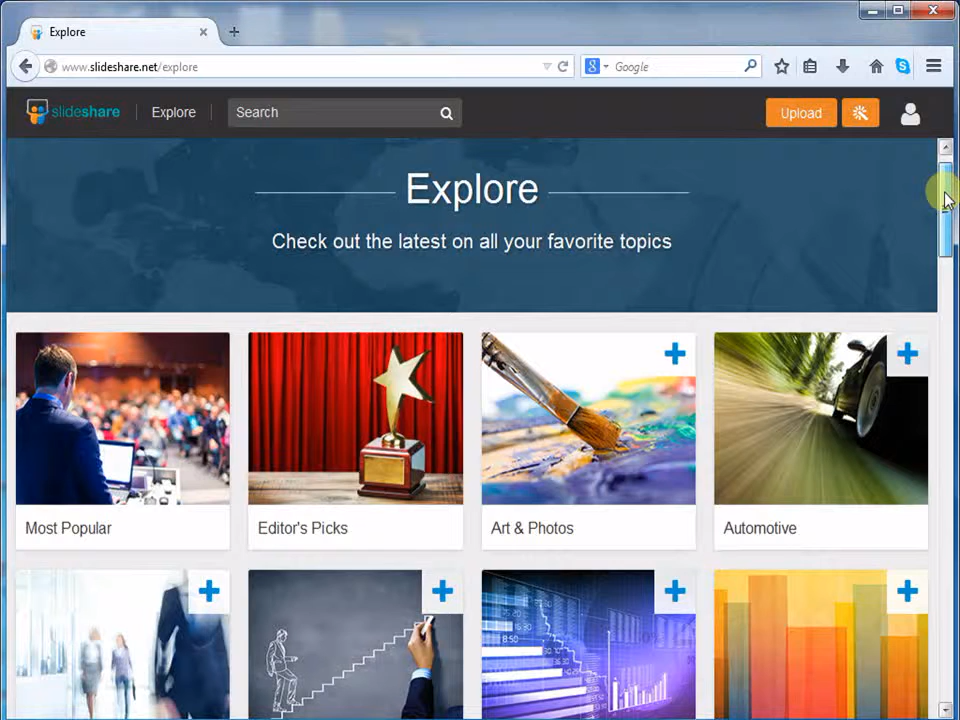 Explore
www.slideshare.net/explore
Google
slideshare
Explore
Search
Upload
Explore
Check out the latest on all your favorite topics
Most Popular
Editor's Picks
Art & Photos
Automotive